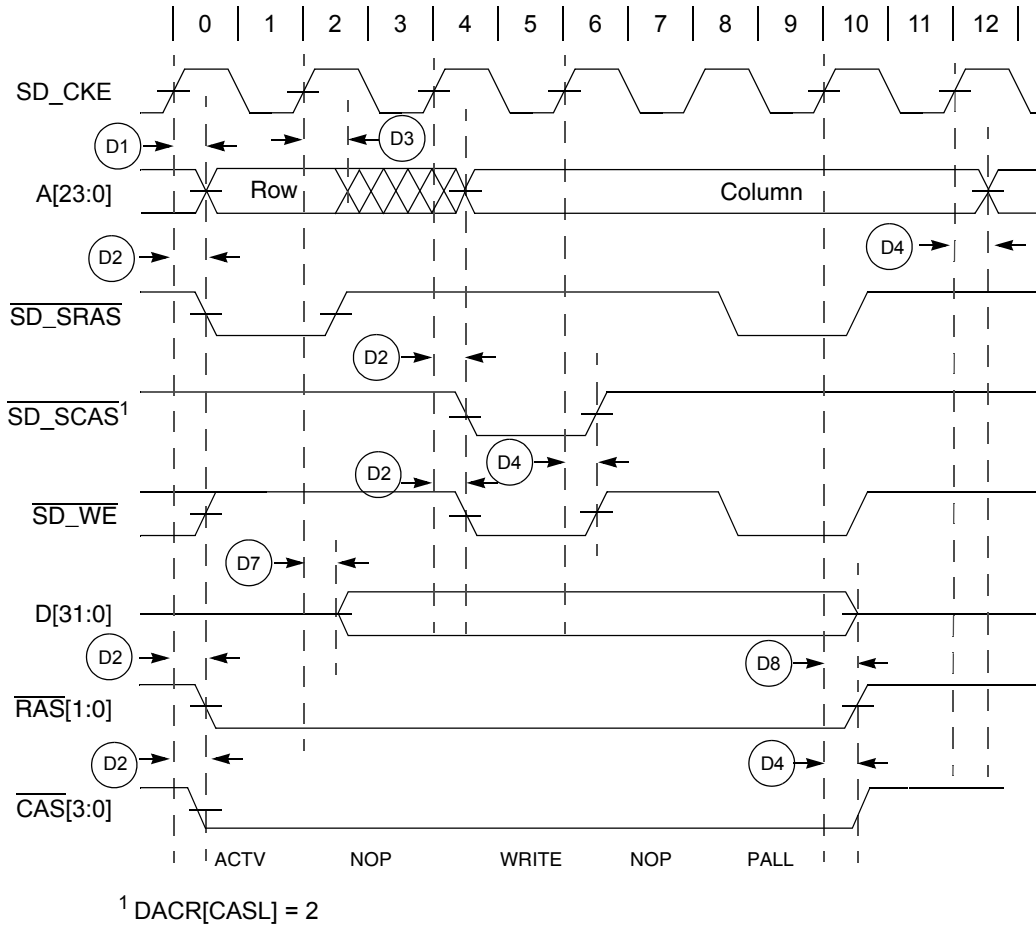 0 1 2 3 4 5 6 7 8 9 10 11 12
SD_CKE
D1
D3
A[23:0]
Row
Column
D2
D4
SD_SRAS
D2
SD_SCAS1
D2
D4
SD_WE
D7
D[31:0]
D2
D8
RAS[1:0]
D2
D4
CAS[3:0]
ACTV NOP WRITE NOP PALL
1 DACR[CASL] = 2